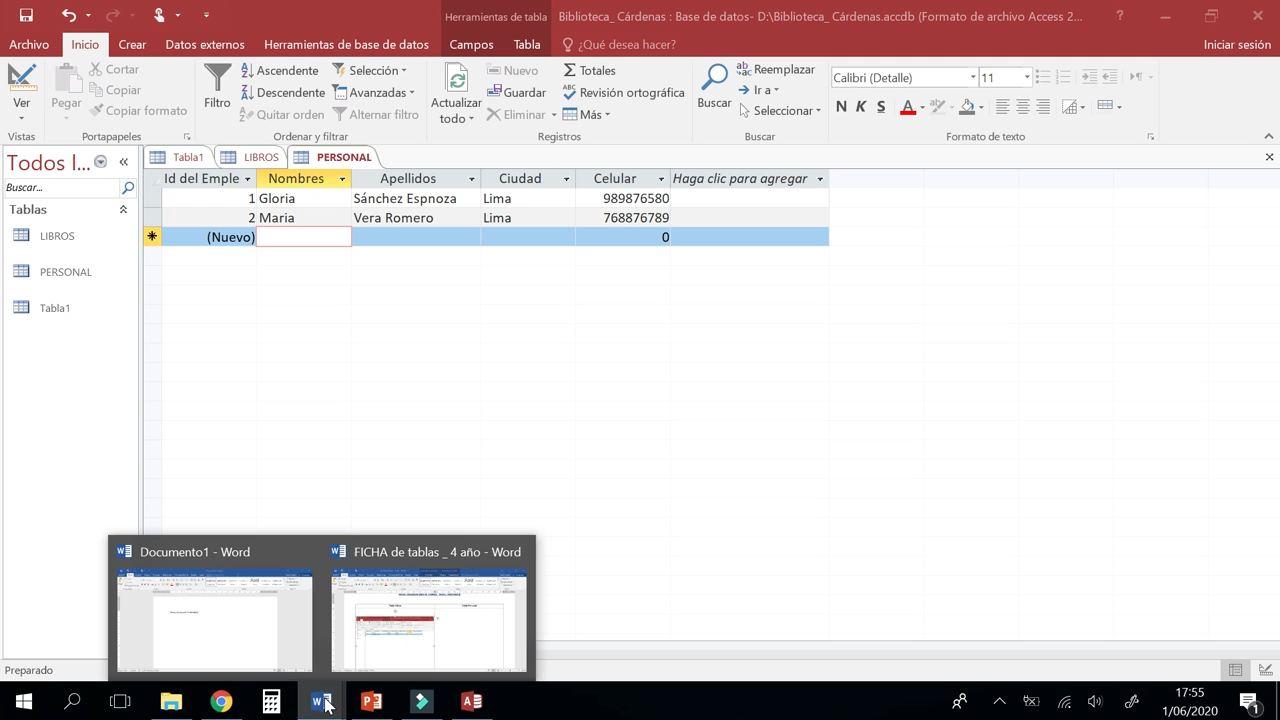 Herramientas de tabla
Biblioteca_ Cárdenas : Base de datos- D:\Biblioteca_ Cárdenas.accdb (Formato de archivo Access 2...
Archivo Inicio Crear Datos externos Herramientas de base de datos Campos Tabla ¿Qué desea hacer? Iniciar sesión
Ver
Pegar
Cortar
Copiar
Copiar formato
Filtro
Ascendente
Descendente
Quitar orden
Selección
Avanzadas
Alternar filtro
Actualizar todo
Nuevo
Guardar
Eliminar
Totales
Revisión ortográfica
Más
Buscar
Reemplazar
Ir a
Seleccionar
Calibri (Detalle) 11
N K S
Vistas Portapapeles Ordenar y filtrar Registros Buscar Formato de texto
Todos l...
Buscar...
Tablas
LIBROS
PERSONAL
Tabla1
Tabla1 LIBROS PERSONAL
Id del Emple Nombres Apellidos Ciudad Celular Haga clic para agregar
1 Gloria Sánchez Espnoza Lima 989876580
2 Maria Vera Romero Lima 768876789
(Nuevo) 0
Documento1 - Word
FICHA de tablas _ 4 año - Word
Preparado
17:55
1/06/2020
1